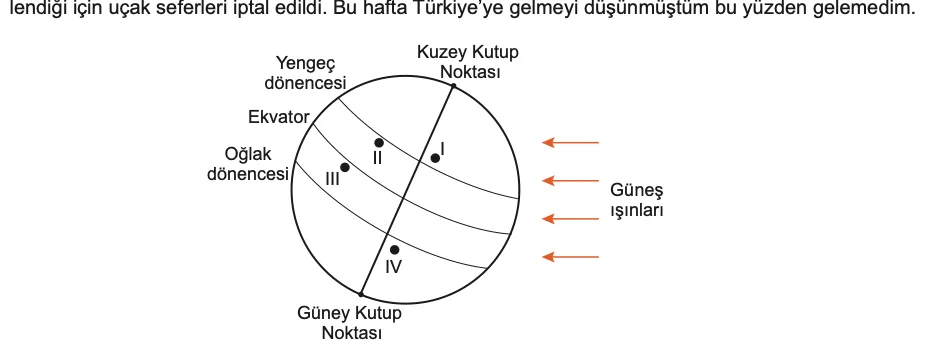 lendiği için uçak seferleri iptal edildi. Bu hafta Türkiye’ye gelmeyi düşünmüştüm bu yüzden gelemedim.
Kuzey Kutup
Noktası
Yengeç
dönencesi
Ekvator
Oğlak
dönencesi
I
II
III
IV
Güneş
ışınları
Güney Kutup
Noktası